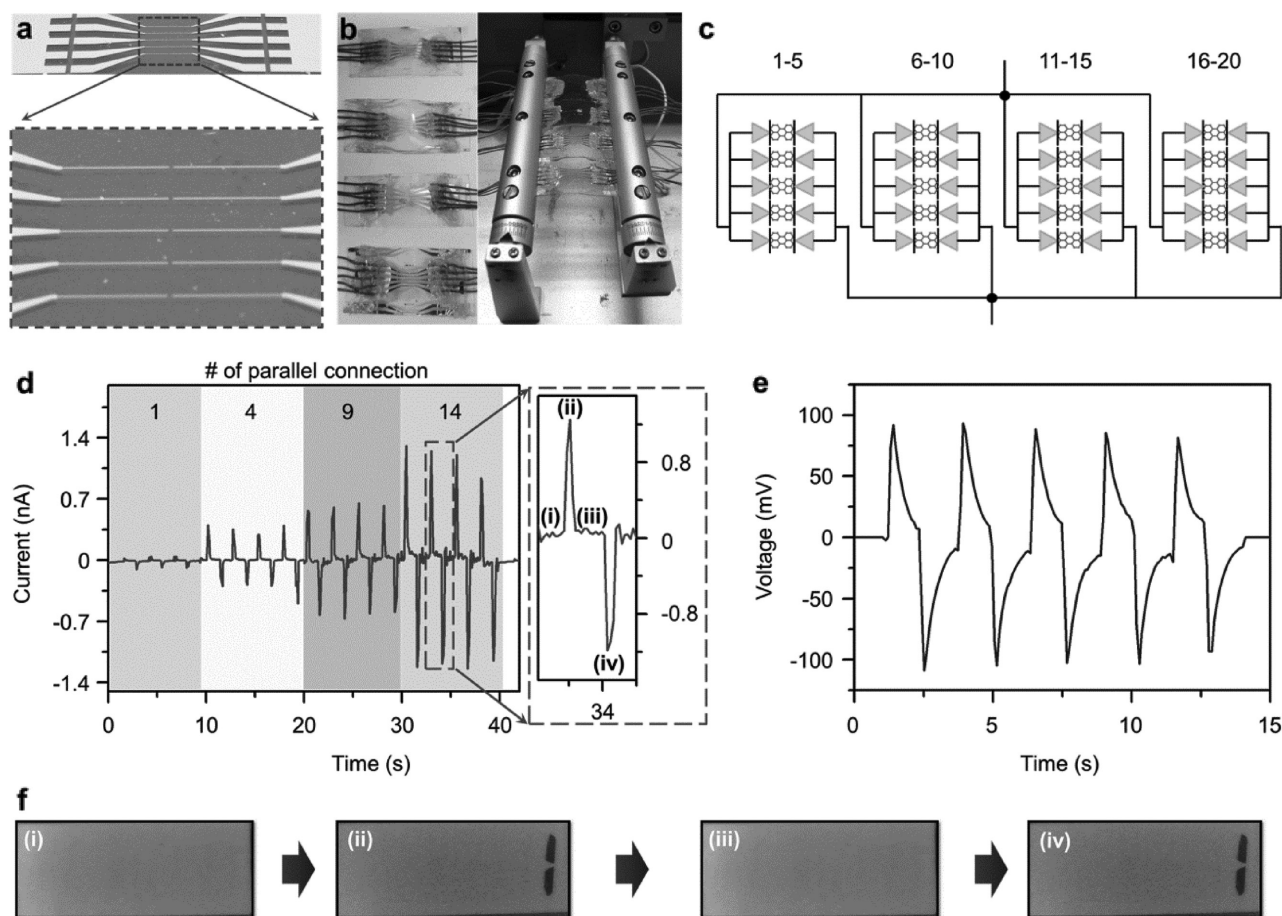 a
b
c
1-5 6-10 11-15 16-20
d
# of parallel connection
1 4 9 14
1.4
0.7
0
-0.7
-1.4
Current (nA)
0 10 20 30 40
Time (s)
(ii)
(i) (iii)
(iv)
0.8
0
-0.8
34
e
100
50
0
-50
-100
Voltage (mV)
0 5 10 15
Time (s)
f
(i) (ii) (iii) (iv)